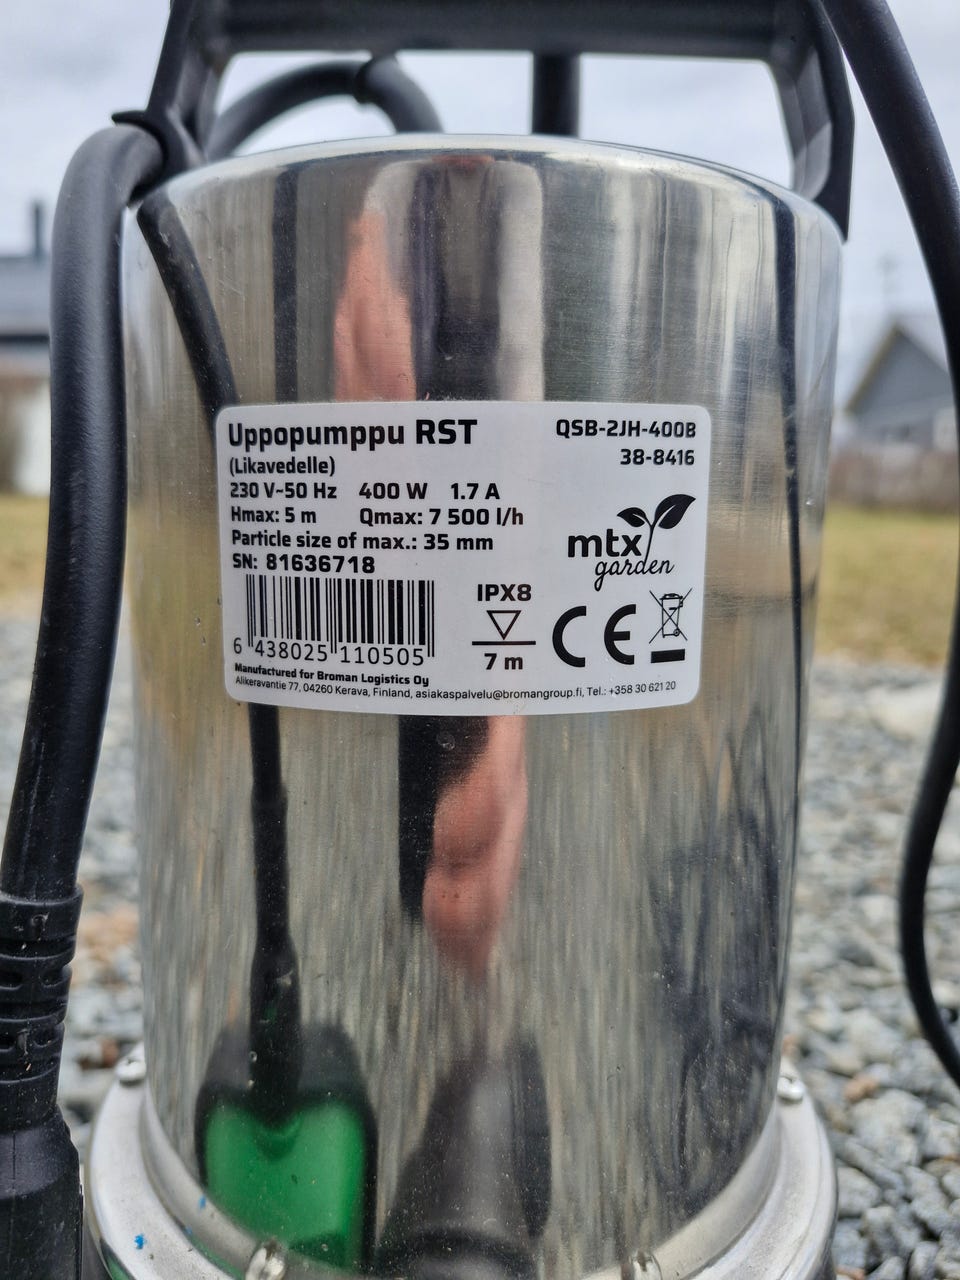 Uppopumppu RST
QSB-2JH-400B
(Likavedelle)
38-8416
230 V~50 Hz 400 W 1.7 A
Hmax: 5 m Qmax: 7 500 l/h
Particle size of max.: 35 mm
SN: 81636718
mtx
garden
6 438025 110505
IPX8
7 m
CE
Manufactured for Broman Logistics Oy
Alikeravantie 77, 04260 Kerava, Finland, asiakaspalvelu@bromangroup.fi, Tel.: +358 30 621 20